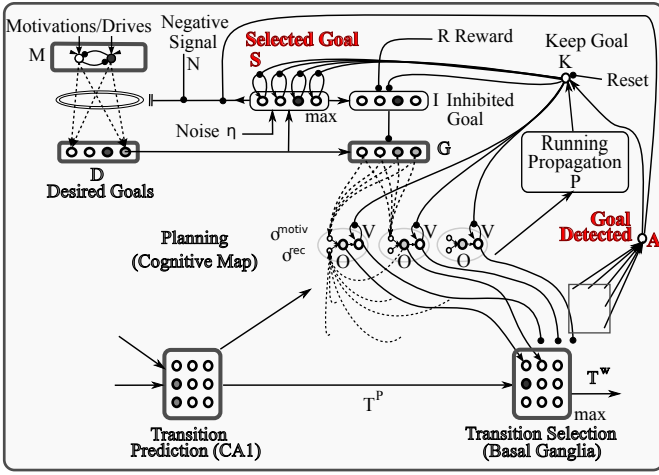 Motivations/Drives
M
Negative
Signal
N
Selected Goal
S
R Reward
Keep Goal
K
Reset
max
I Inhibited
Goal
Noise η
D
Desired Goals
G
Running
Propagation
P
Goal
Detected
A
Planning
(Cognitive Map)
o^motiv
o^rec
V
O
V
O
V
O
T^P
T^w
max
Transition
Prediction (CA1)
Transition Selection
(Basal Ganglia)